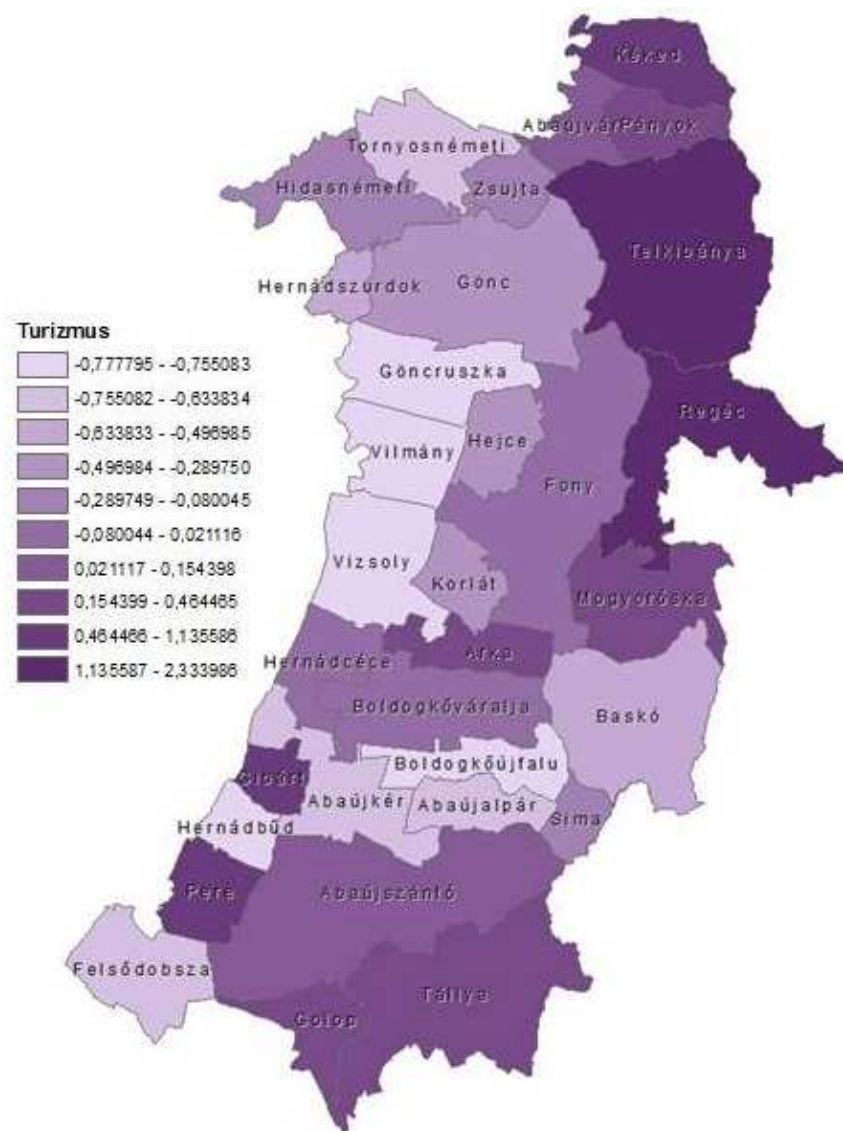 Kéked
Abaújvár Pányok
Tornyosnémeti
Hidasnémeti
Zsujta
Telkibánya
Hernádszurdok
Gönc
Turizmus
-0,777795 - -0,755083
-0,755082 - -0,633834
-0,633833 - -0,496985
-0,496984 - -0,289750
-0,289749 - -0,080045
-0,080044 - 0,021116
0,021117 - 0,154398
0,154399 - 0,464465
0,464466 - 1,135586
1,135587 - 2,333986
Göncruszka
Regéc
Hejce
Vilmány
Fony
Vizsoly
Korlát
Mogyoróska
Arka
Hernádcéce
Boldogkőváralja
Baskó
Boldogkőújfalu
Gibárt
Abaújkér
Abaújalpár
Sima
Hernádbűd
Pere
Abaújszántó
Felsődobsza
Tállya
Golop